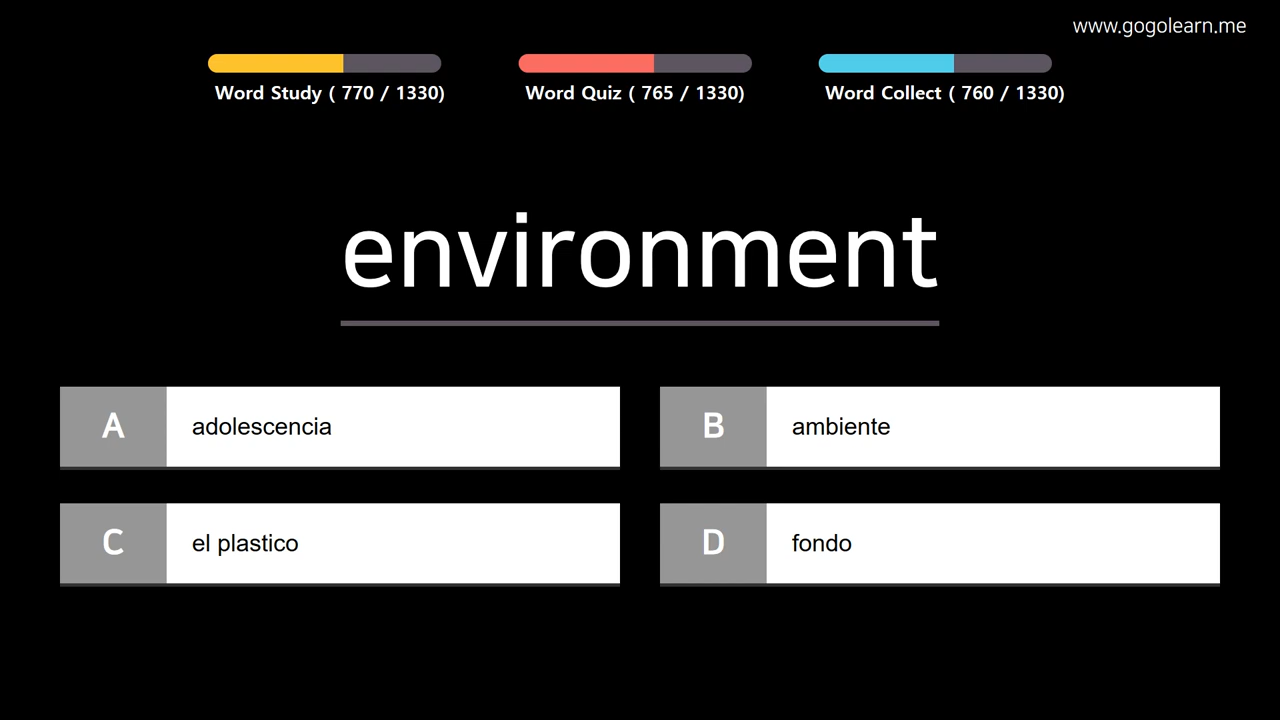 www.gogolearn.me
Word Study ( 770 / 1330)
Word Quiz ( 765 / 1330)
Word Collect ( 760 / 1330)
environment
A adolescencia
B ambiente
C el plastico
D fondo